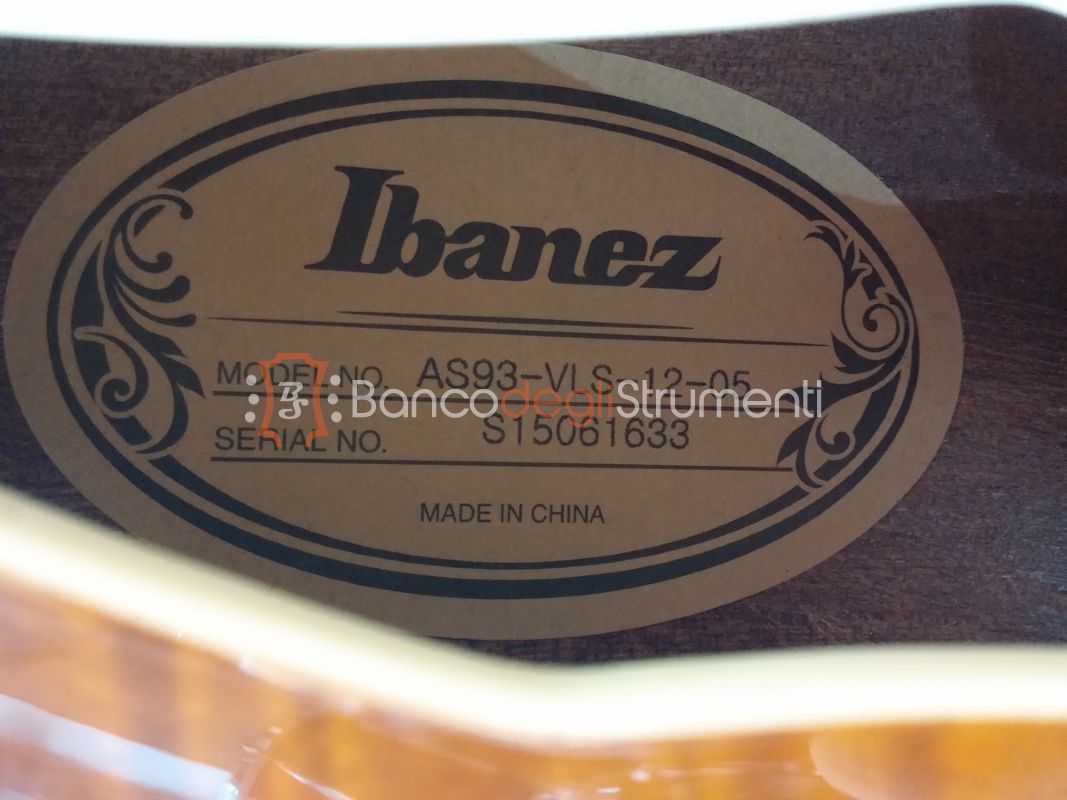 Ibanez
MODEL NO. AS93-VLS-12-05
BancodegliStrumenti
SERIAL NO. S15061633
MADE IN CHINA